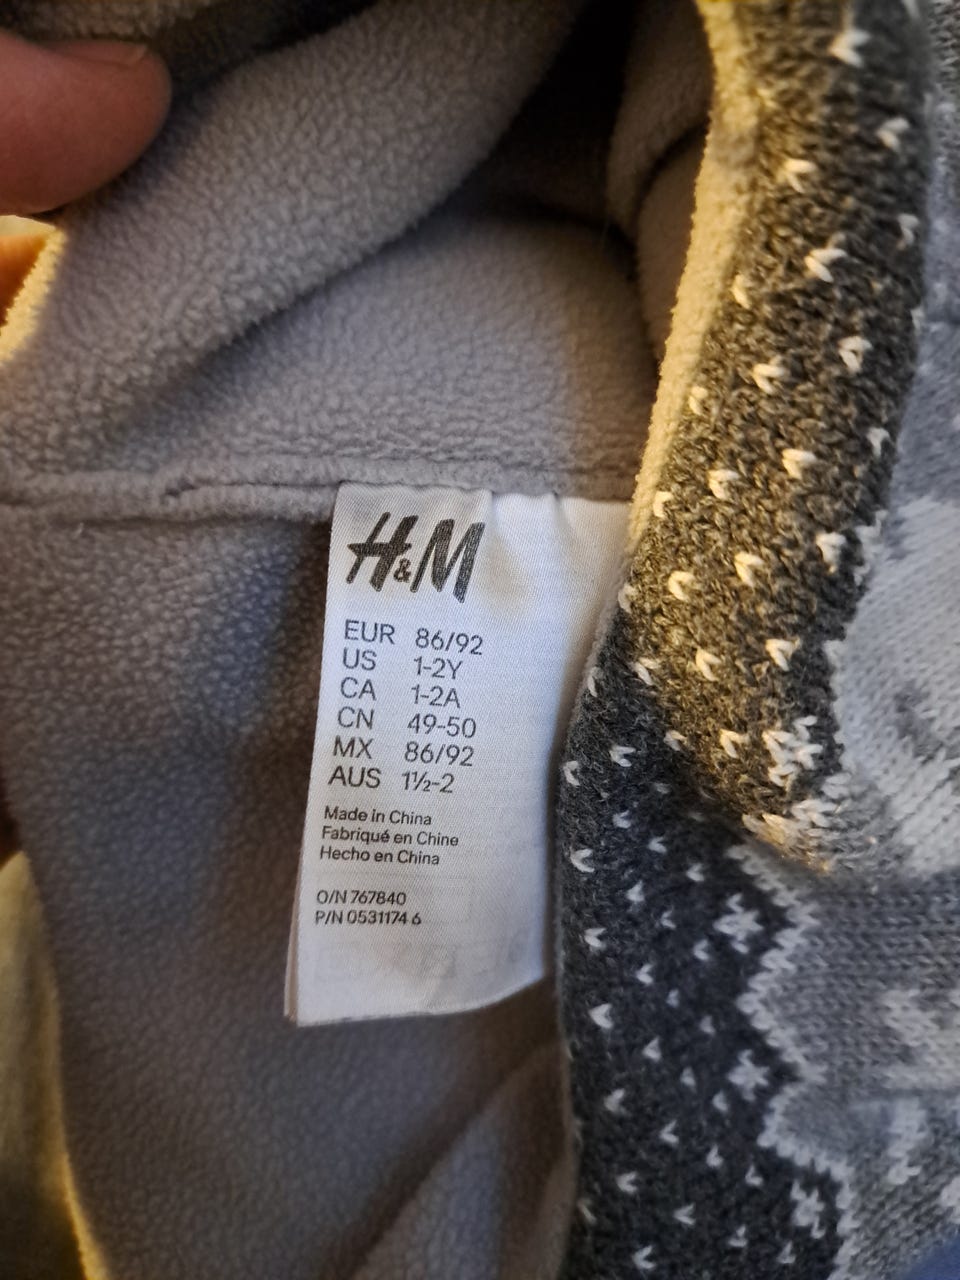 H&M
EUR 86/92
US 1-2Y
CA 1-2A
CN 49-50
MX 86/92
AUS 1½-2
Made in China
Fabriqué en Chine
Hecho en China
O/N 767840
P/N 0531174 6